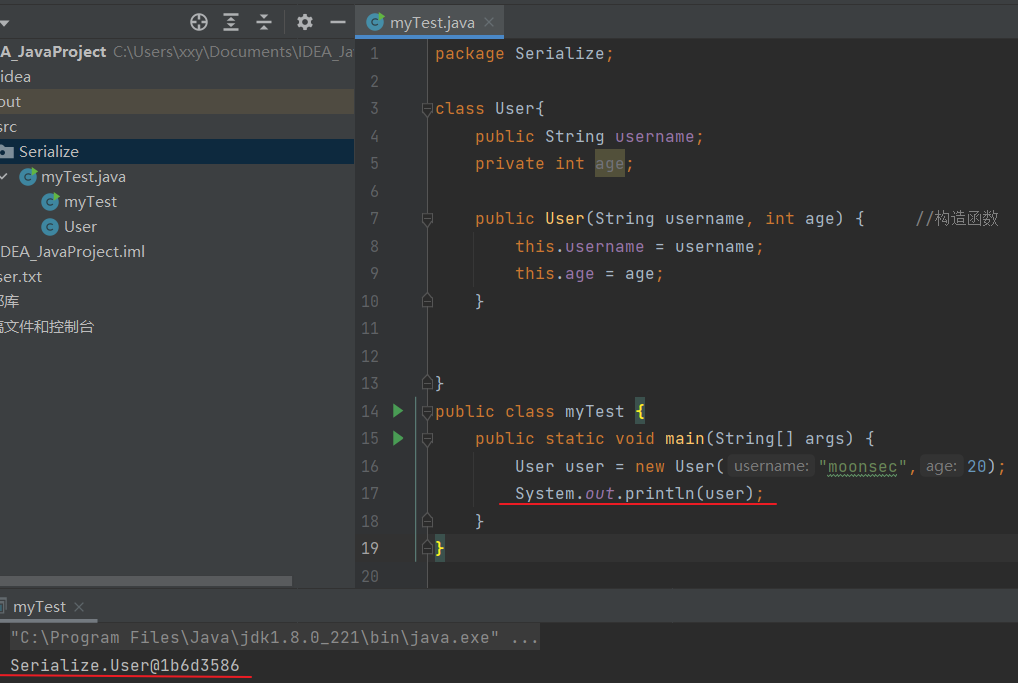 myTest.java
A_JavaProject C:\Users\xxy\Documents\IDEA_Ja
idea
out
src
Serialize
myTest.java
myTest
User
IDEA_JavaProject.iml
ser.txt
部库
文件和控制台
1 package Serialize;
2
3 class User{
4 public String username;
5 private int age;
6
7 public User(String username, int age) { //构造函数
8 this.username = username;
9 this.age = age;
10 }
11
12
13 }
14 public class myTest {
15 public static void main(String[] args) {
16 User user = new User( username: "moonsec", age: 20);
17 System.out.println(user);
18 }
19 }
20
myTest
"C:\Program Files\Java\jdk1.8.0_221\bin\java.exe" ...
Serialize.User@1b6d3586